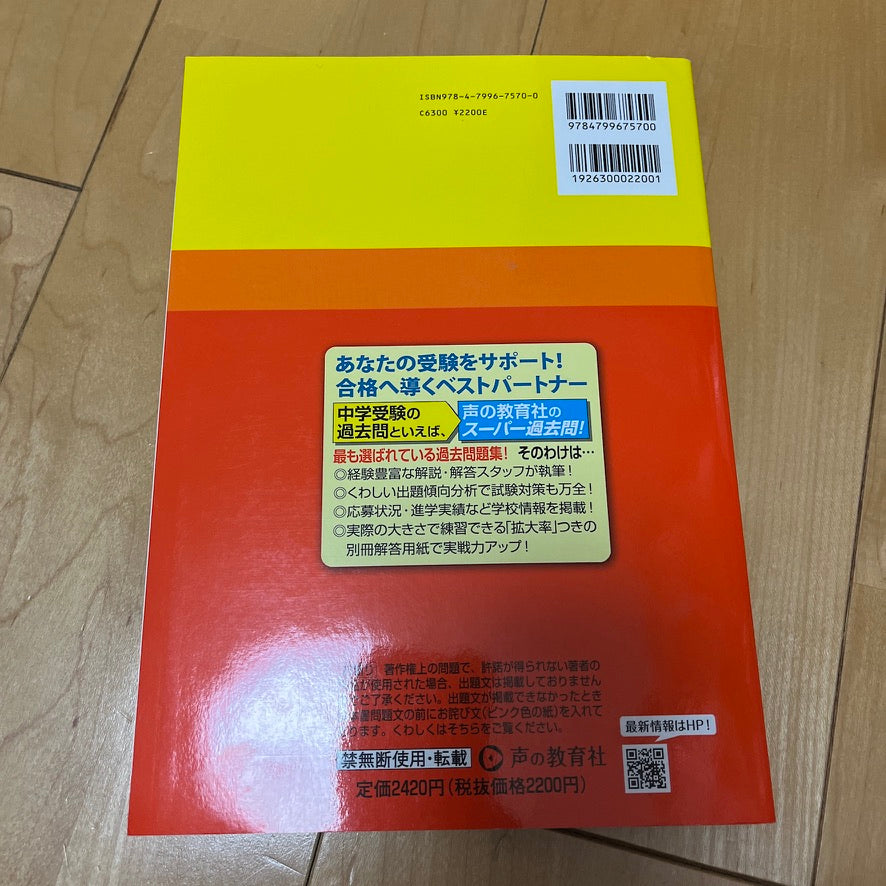 ISBN978-4-7996-7570-0
C6300 ¥2200E
9784799675700
1926300022001
あなたの受験をサポート!
合格へ導くベストパートナー
中学受験の
過去問といえば、
声の教育社の
スーパー過去問!
最も選ばれている過去問題集! そのわけは…
◎経験豊富な解説・解答スタッフが執筆!
◎くわしい出題傾向分析で試験対策も万全!
◎応募状況・進学実績など学校情報を掲載!
◎実際の大きさで練習できる「拡大率」つきの
別冊解答用紙で実戦力アップ!
著作権上の問題で、許諾が得られない著者の
が使用された場合、出題文は掲載しておりません
ご了承ください。出題文が掲載できなかったとき
問題文の前にお詫び文(ピンク色の紙)を入れて
ります。くわしくはそちらをご覧ください。
最新情報はHP!
禁無断使用・転載
声の教育社
定価2420円(税抜価格2200円)